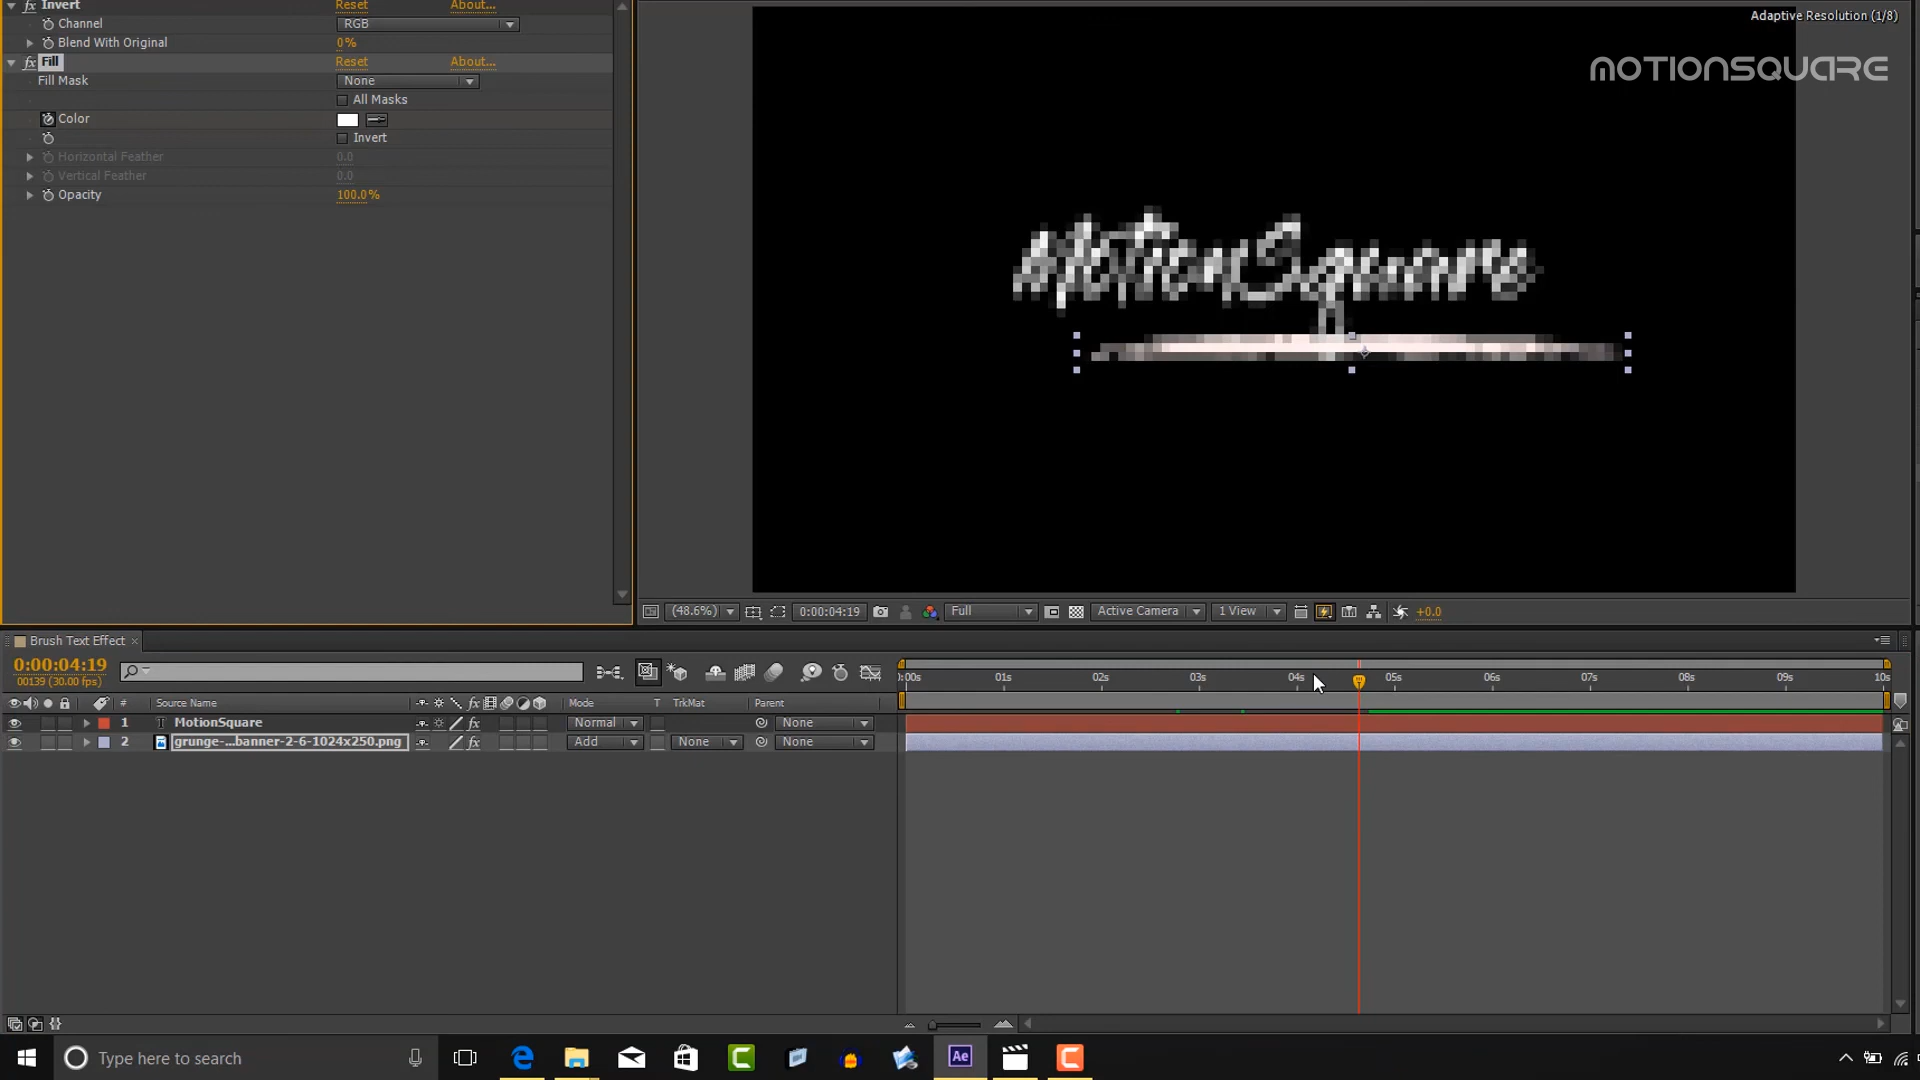 Invert Reset About...
Channel RGB
Blend With Original 0%
fx Fill Reset About...
Fill Mask None
All Masks
Color
Invert
Horizontal Feather 0.0
Vertical Feather 0.0
Opacity 100.0%
Adaptive Resolution (1/8)
MOTIONSQUARE
MotionSquare
(48.6%) 0:00:04:19 Full Active Camera 1 View +0.0
Brush Text Effect ×
0:00:04:19
00139 (30.00 fps)
:00s 01s 02s 03s 04s 05s 06s 07s 08s 09s 10s
# Source Name fx Mode T TrkMat Parent
1 T MotionSquare fx Normal None
2 grunge-...banner-2-6-1024x250.png fx Add None None
Type here to search
Ae